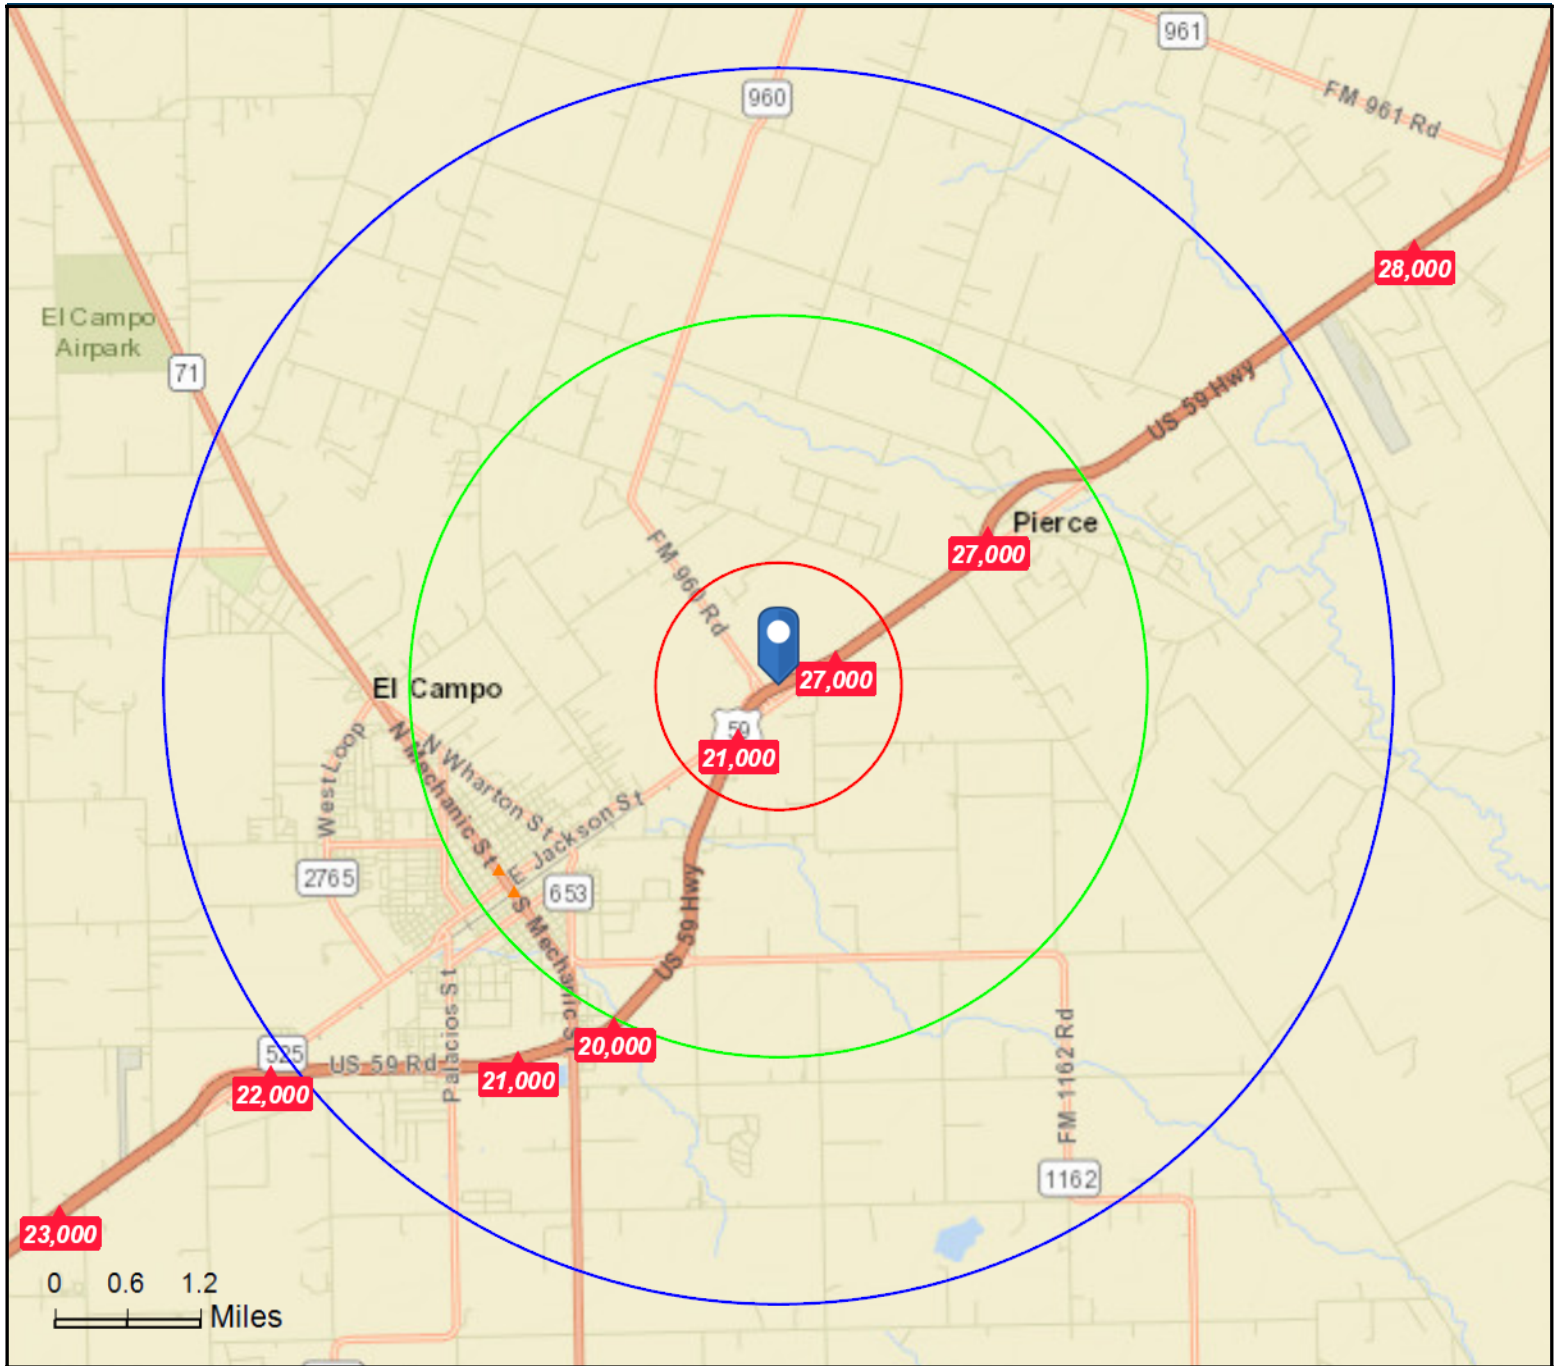 961
FM 961 Rd
960
28,000
El Campo
Airpark
71
US 59 Hwy
Pierce
27,000
FM 960 Rd
27,000
El Campo
59
21,000
N Mechanic St
N Wharton St
West Loop
E Jackson St
2765
653
S Mechanic St
US 59 Hwy
Palacios St
20,000
FM 1162 Rd
525
US 59 Rd
21,000
22,000
1162
23,000
0 0.6 1.2
Miles